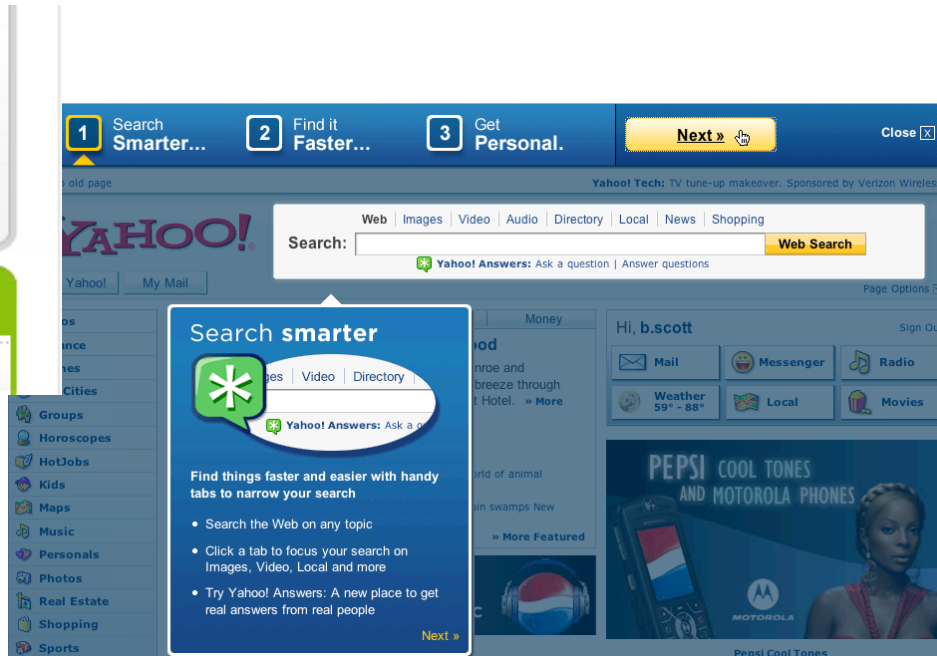 1 Search Smarter...
2 Find it Faster...
3 Get Personal.
Next »
Close X
old page
Yahoo! Tech: TV tune-up makeover. Sponsored by Verizon
YAHOO!
Web | Images | Video | Audio | Directory | Local | News | Shopping
Search:
Web Search
Yahoo! Answers: Ask a question | Answer questions
Yahoo!
My Mail
Page Options
Search smarter
Video | Directory
Yahoo! Answers: Ask a
Find things faster and easier with handy
tabs to narrow your search
• Search the Web on any topic
• Click a tab to focus your search on
Images, Video, Local and more
• Try Yahoo! Answers: A new place to get
real answers from real people
Next »
Cities
Groups
Horoscopes
HotJobs
Kids
Maps
Music
Personals
Photos
Real Estate
Shopping
Sports
Money
and
breeze through
Hotel. » More
of animal
swamps New
» More Featured
Hi, b.scott
Sign
Mail
Messenger
Radio
Weather
59° - 88°
Local
Movies
PEPSI COOL TONES
AND MOTOROLA PHONES
MOTOROLA
Pepsi Cool Tones